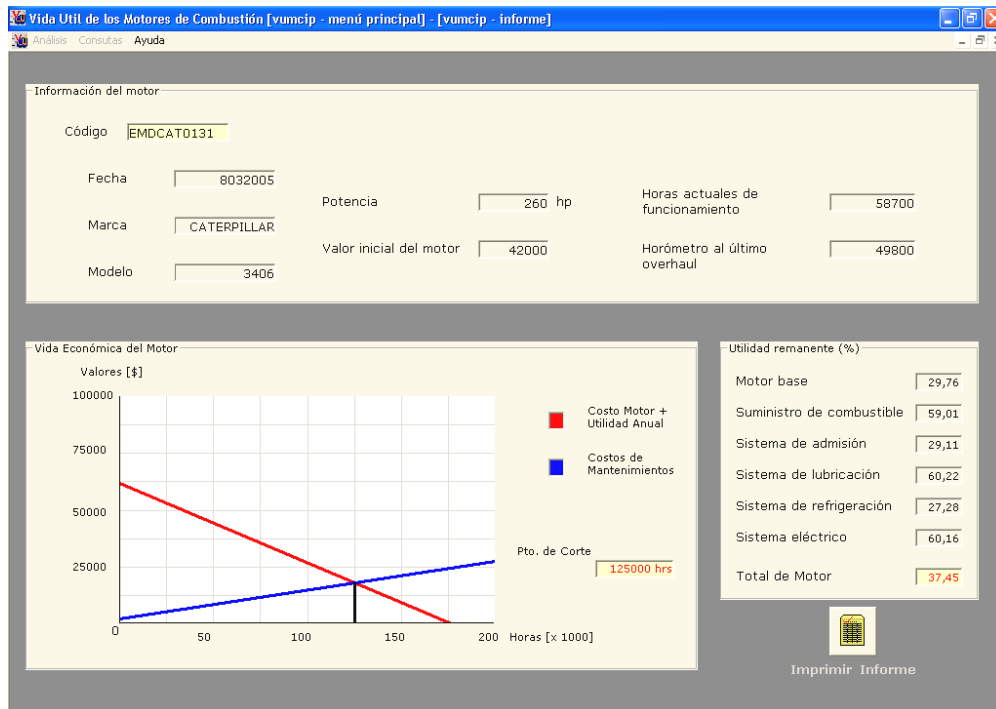 Vida Util de los Motores de Combustión [vumcip - menú principal] - [vumcip - informe]
Análisis Consutas Ayuda
Información del motor
Código EMDCAT0131
Fecha 8032005
Marca CATERPILLAR
Modelo 3406
Potencia 260 hp
Valor inicial del motor 42000
Horas actuales de
funcionamiento 58700
Horómetro al último
overhaul 49800
Vida Económica del Motor
Valores [$]
100000
75000
50000
25000
0 50 100 150 200 Horas [x 1000]
Costo Motor +
Utilidad Anual
Costos de
Mantenimientos
Pto. de Corte
125000 hrs
Utilidad remanente (%)
Motor base 29,76
Suministro de combustible 59,01
Sistema de admisión 29,11
Sistema de lubricación 60,22
Sistema de refrigeración 27,28
Sistema eléctrico 60,16
Total de Motor 37,45
Imprimir Informe